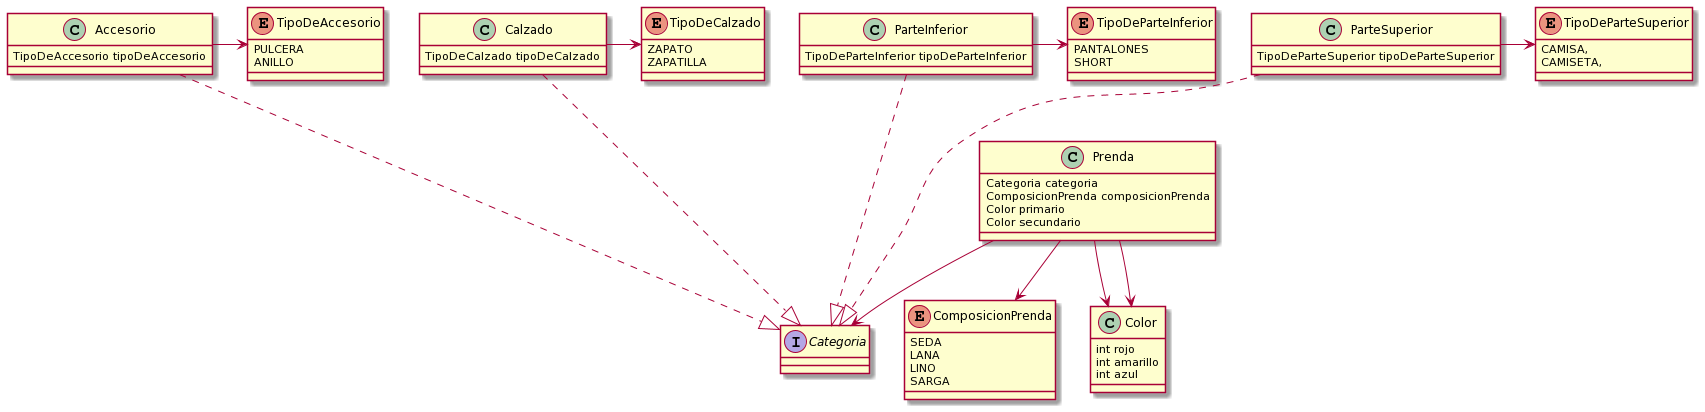 C Accesorio
TipoDeAccesorio tipoDeAccesorio
E TipoDeAccesorio
PULCERA
ANILLO
C Calzado
TipoDeCalzado tipoDeCalzado
E TipoDeCalzado
ZAPATO
ZAPATILLA
C ParteInferior
TipoDeParteInferior tipoDeParteInferior
E TipoDeParteInferior
PANTALONES
SHORT
C ParteSuperior
TipoDeParteSuperior tipoDeParteSuperior
E TipoDeParteSuperior
CAMISA,
CAMISETA,
C Prenda
Categoria categoria
ComposicionPrenda composicionPrenda
Color primario
Color secundario
I Categoria
E ComposicionPrenda
SEDA
LANA
LINO
SARGA
C Color
int rojo
int amarillo
int azul